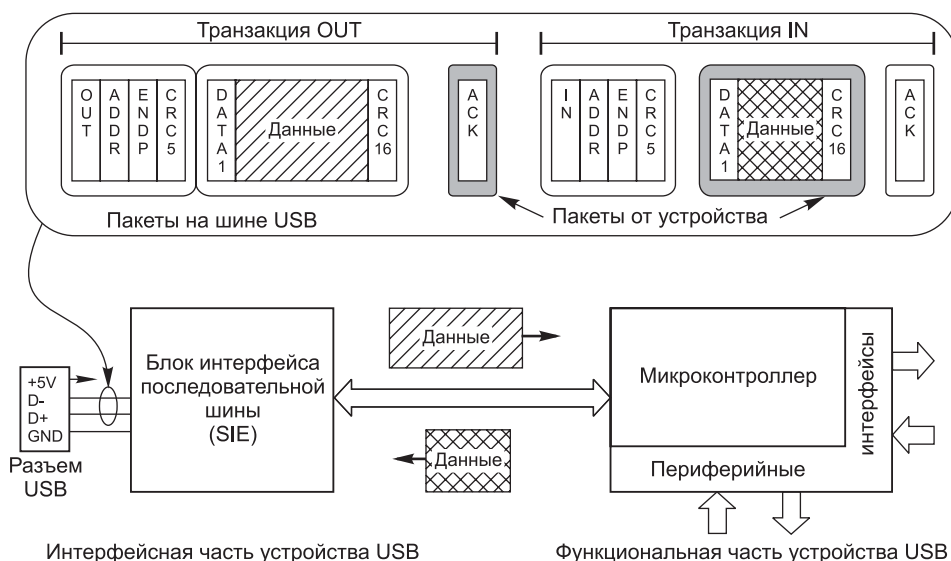 Транзакция OUT
Транзакция IN
OUT
ADDR
ENDP
CRC5
DATA1
Данные
CRC16
ACK
IN
ADDR
ENDP
CRC5
DATA1
Данные
CRC16
ACK
Пакеты на шине USB
Пакеты от устройства
+5V
D-
D+
GND
Разъем
USB
Блок интерфейса
последовательной
шины
(SIE)
Данные
Данные
Микроконтроллер
Периферийные
интерфейсы
Интерфейсная часть устройства USB
Функциональная часть устройства USB